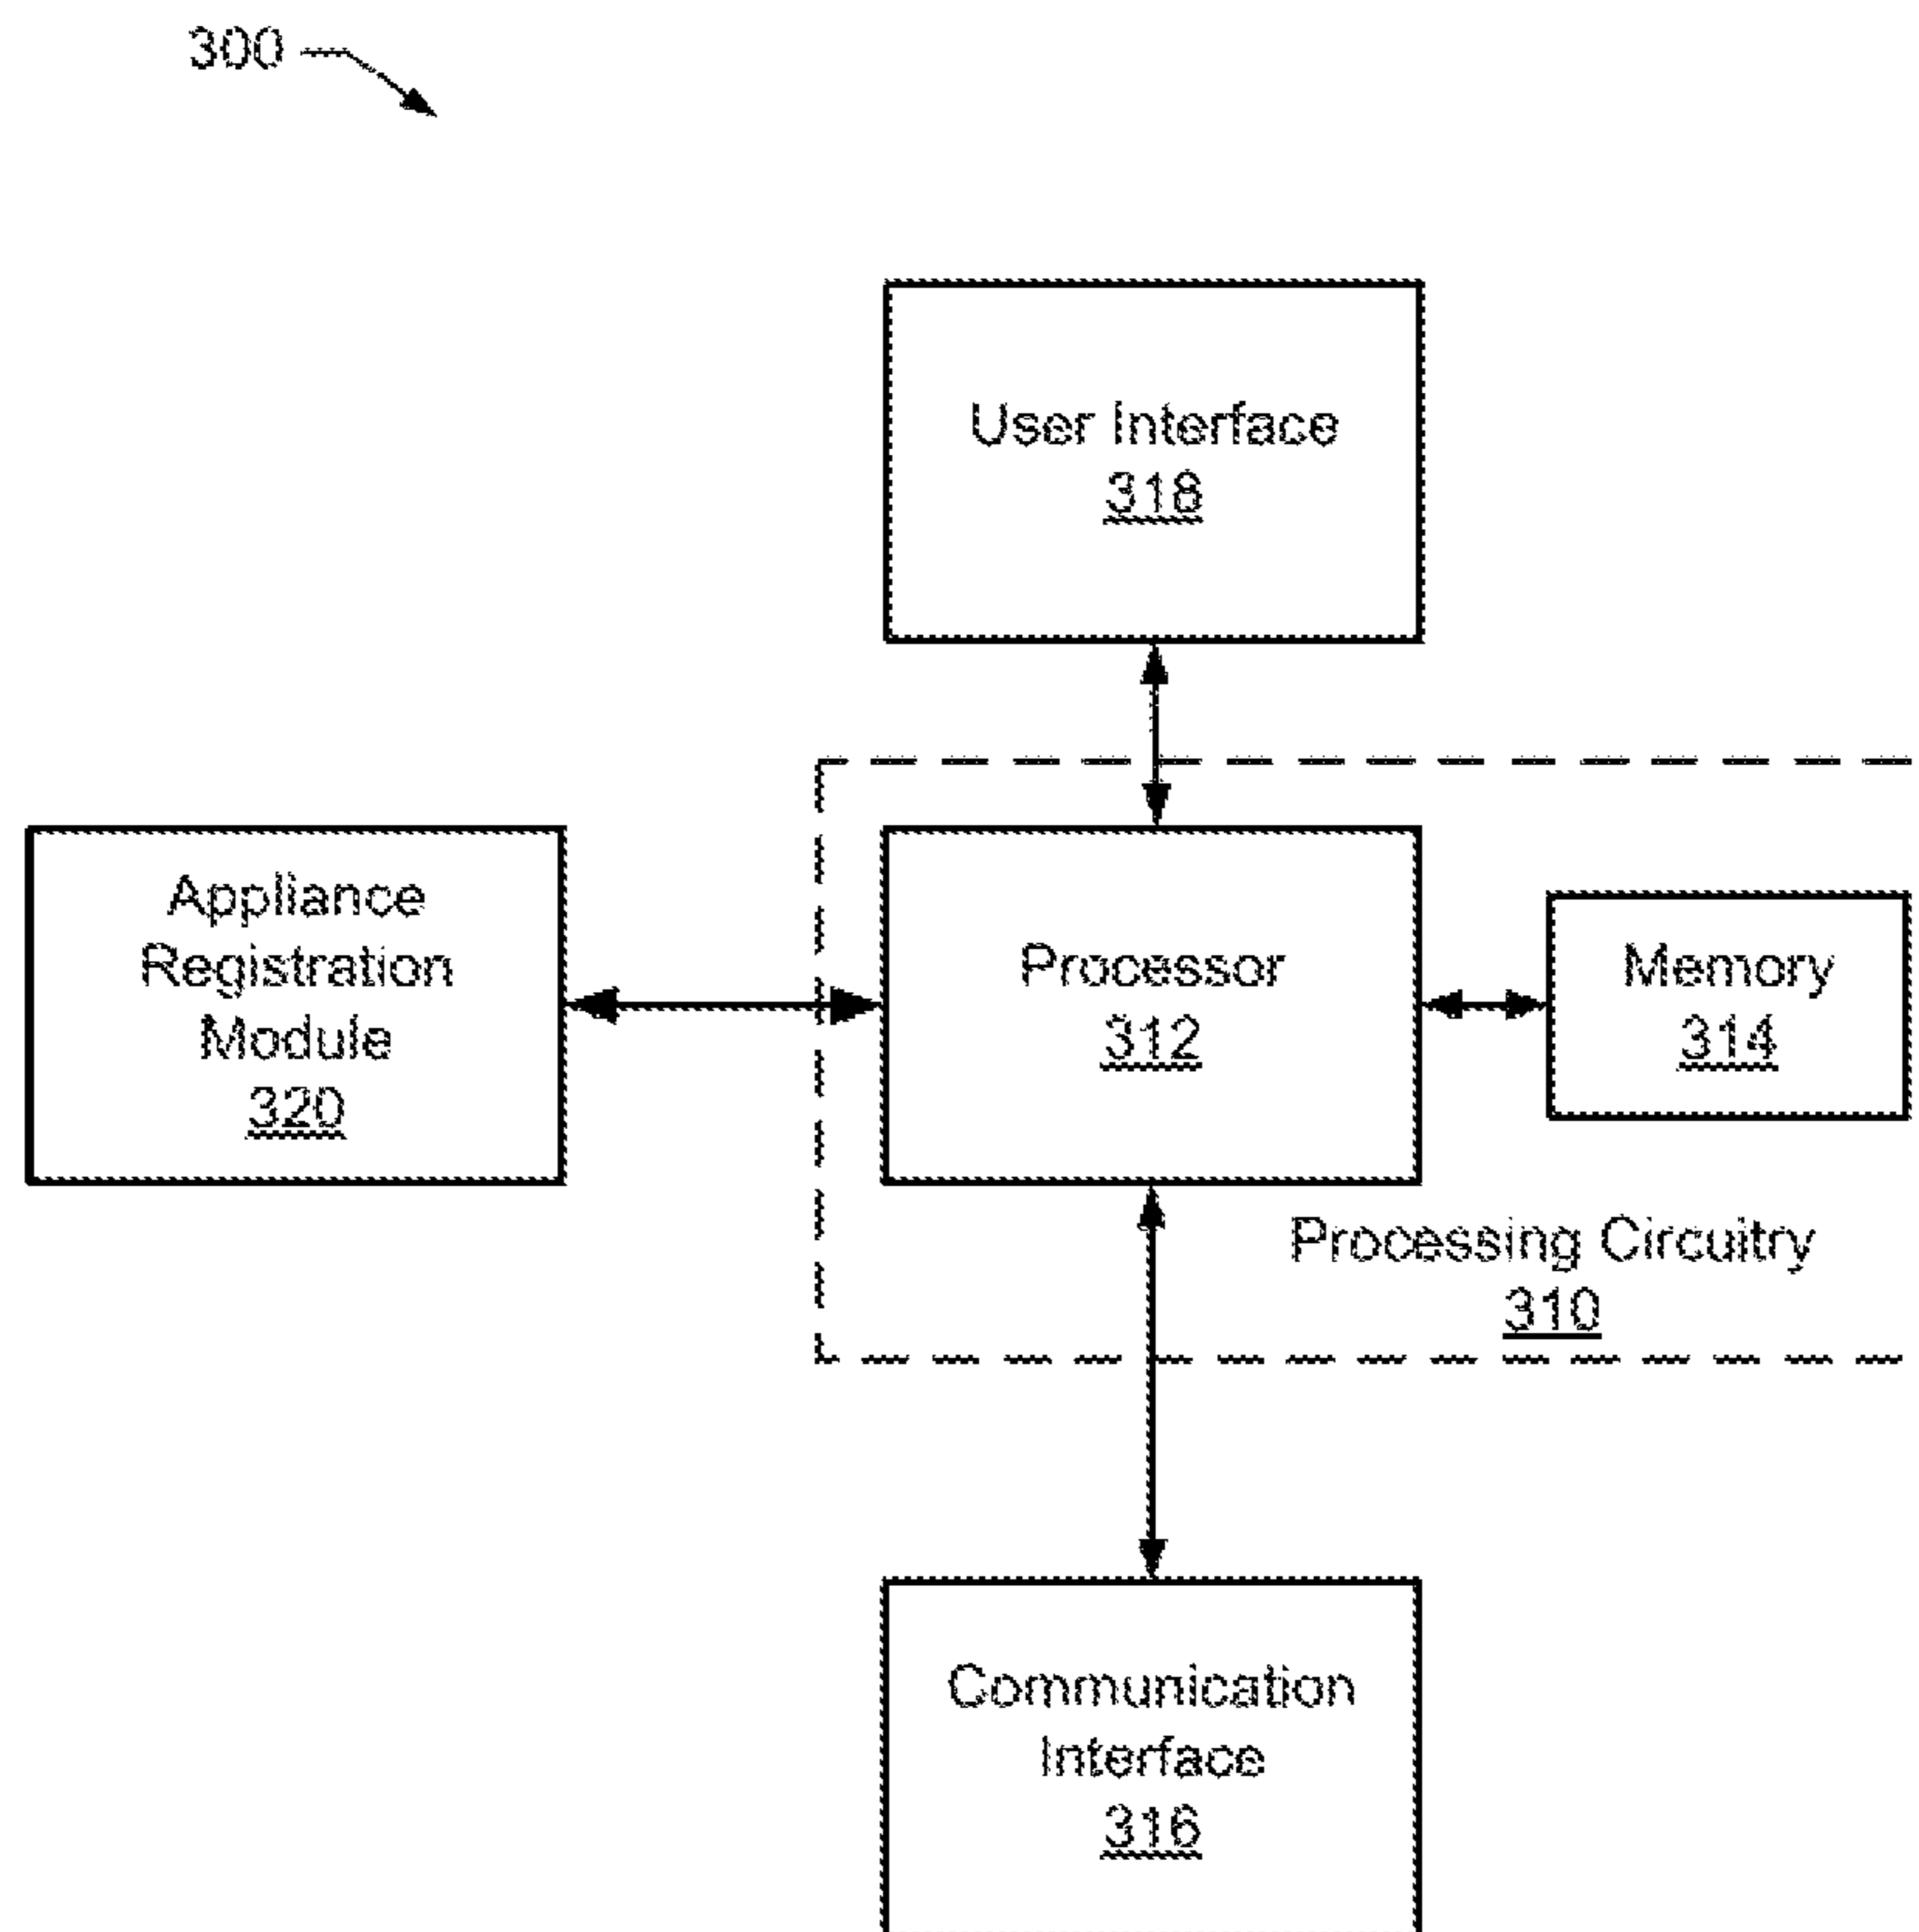 300
User Interface
318
Appliance
Registration
Module
320
Processor
312
Memory
314
Processing Circuitry
310
Communication
Interface
316